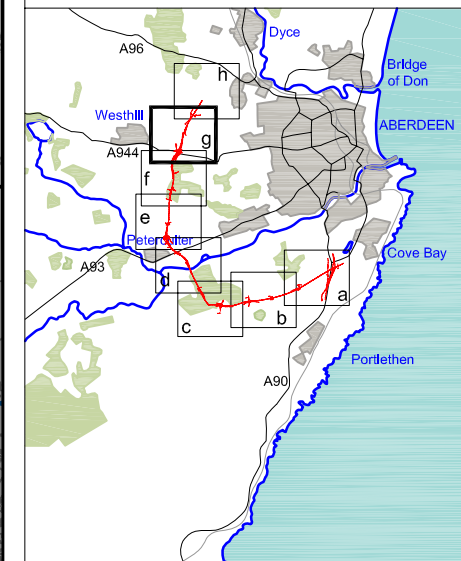 Dyce
A96
h
Bridge
of Don
Westhill
ABERDEEN
g
A944
f
e
Peterculter
Cove Bay
A93
d
a
b
c
Portlethen
A90